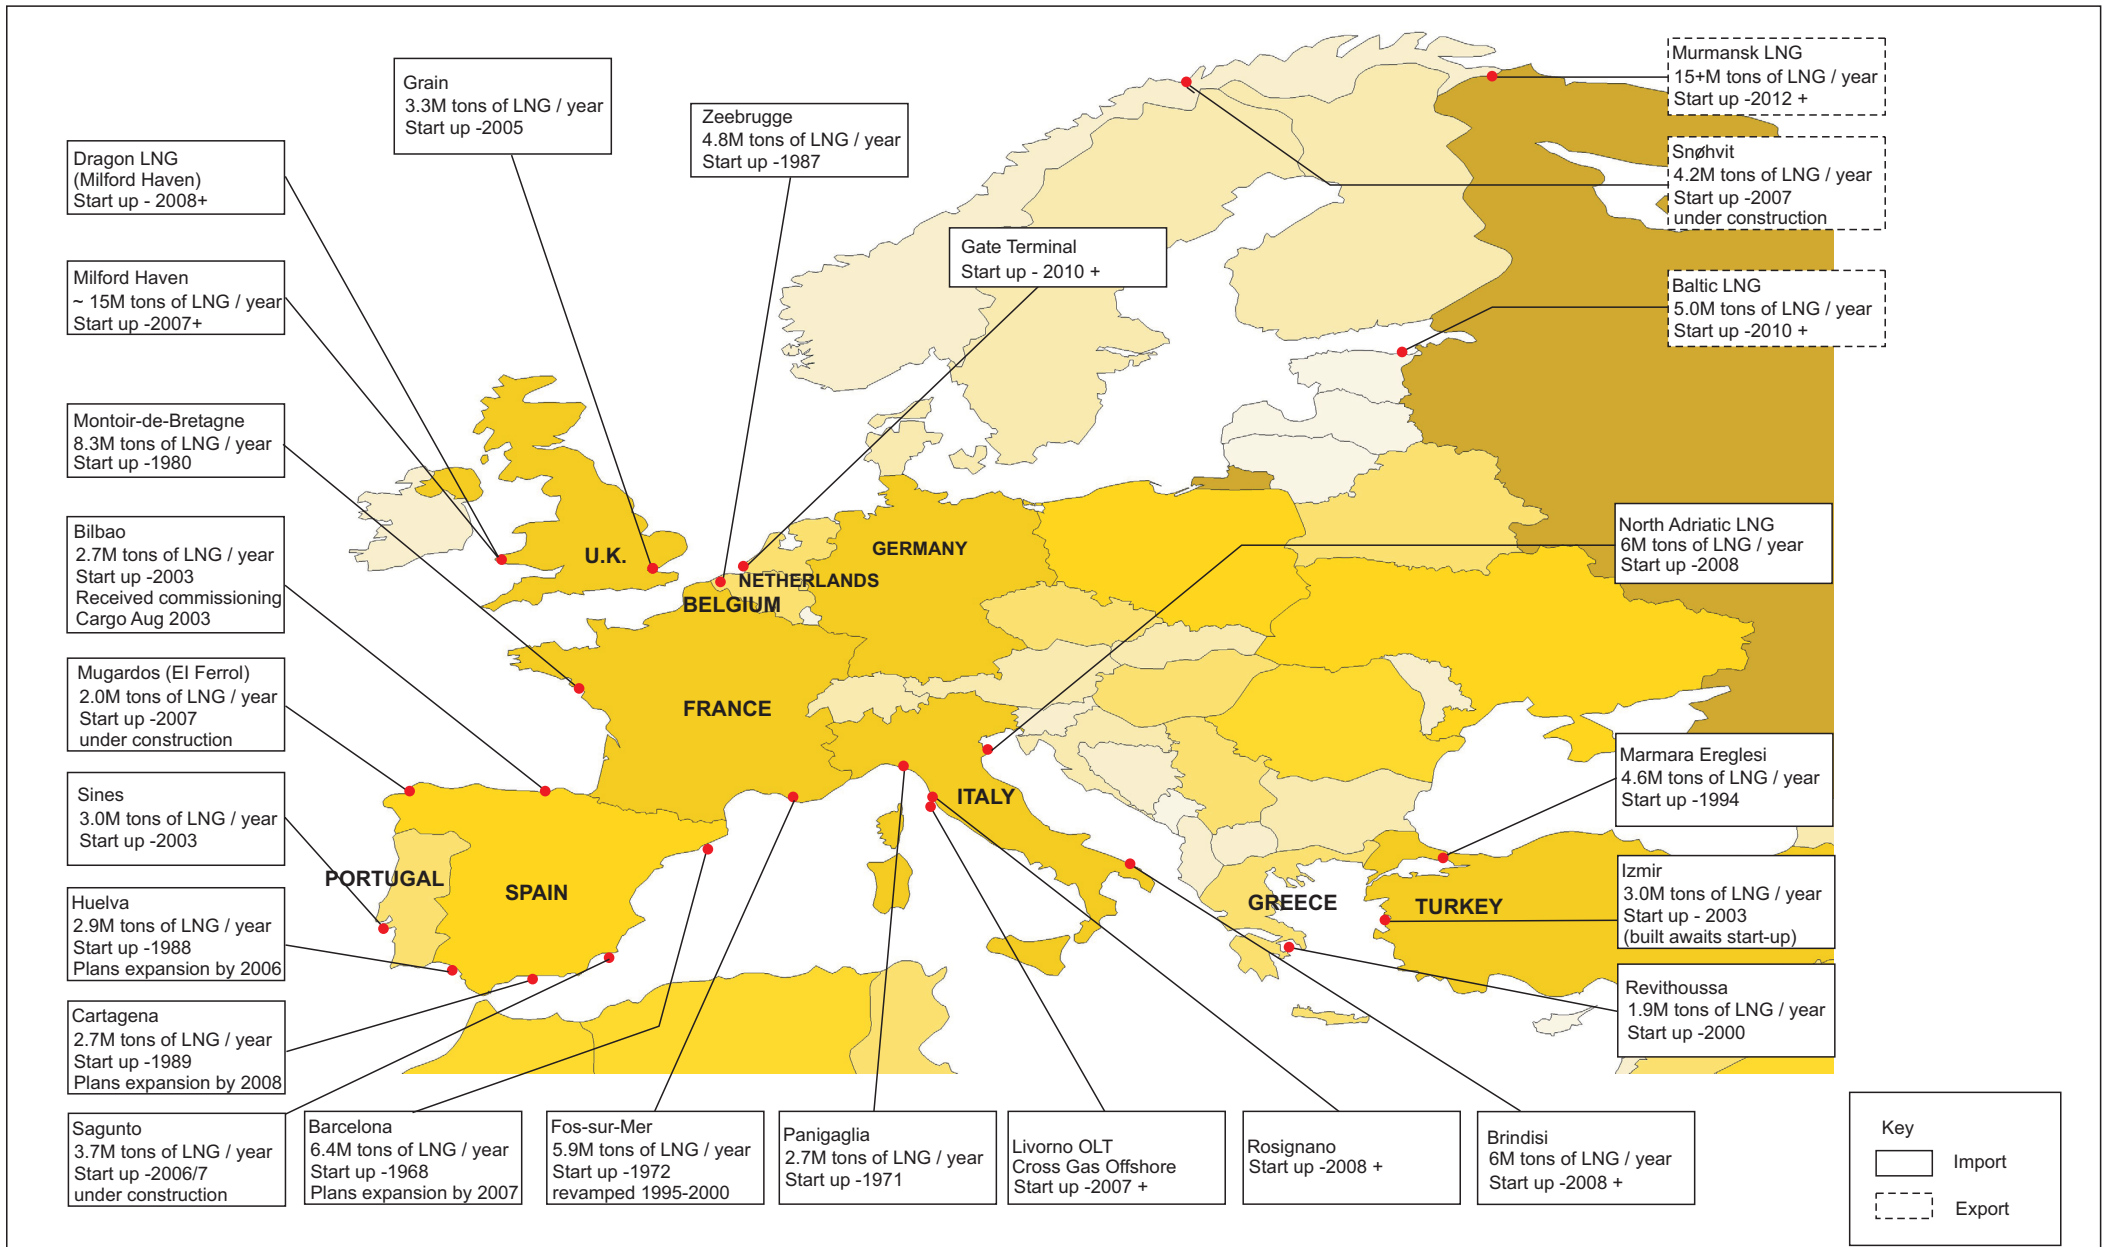 Grain
3.3M tons of LNG / year
Start up -2005
Zeebrugge
4.8M tons of LNG / year
Start up -1987
Murmansk LNG
15+M tons of LNG / year
Start up -2012 +
Dragon LNG
(Milford Haven)
Start up - 2008+
Snøhvit
4.2M tons of LNG / year
Start up -2007
under construction
Gate Terminal
Start up - 2010 +
Milford Haven
~ 15M tons of LNG / year
Start up -2007+
Baltic LNG
5.0M tons of LNG / year
Start up -2010 +
Montoir-de-Bretagne
8.3M tons of LNG / year
Start up -1980
Bilbao
2.7M tons of LNG / year
Start up -2003
Received commissioning
Cargo Aug 2003
North Adriatic LNG
6M tons of LNG / year
Start up -2008
U.K.
GERMANY
NETHERLANDS
BELGIUM
FRANCE
ITALY
PORTUGAL
SPAIN
GREECE
TURKEY
Mugardos (El Ferrol)
2.0M tons of LNG / year
Start up -2007
under construction
Marmara Ereglesi
4.6M tons of LNG / year
Start up -1994
Sines
3.0M tons of LNG / year
Start up -2003
Izmir
3.0M tons of LNG / year
Start up - 2003
(built awaits start-up)
Huelva
2.9M tons of LNG / year
Start up -1988
Plans expansion by 2006
Revithoussa
1.9M tons of LNG / year
Start up -2000
Cartagena
2.7M tons of LNG / year
Start up -1989
Plans expansion by 2008
Sagunto
3.7M tons of LNG / year
Start up -2006/7
under construction
Barcelona
6.4M tons of LNG / year
Start up -1968
Plans expansion by 2007
Fos-sur-Mer
5.9M tons of LNG / year
Start up -1972
revamped 1995-2000
Panigaglia
2.7M tons of LNG / year
Start up -1971
Livorno OLT
Cross Gas Offshore
Start up -2007 +
Rosignano
Start up -2008 +
Brindisi
6M tons of LNG / year
Start up -2008 +
Key
Import
Export